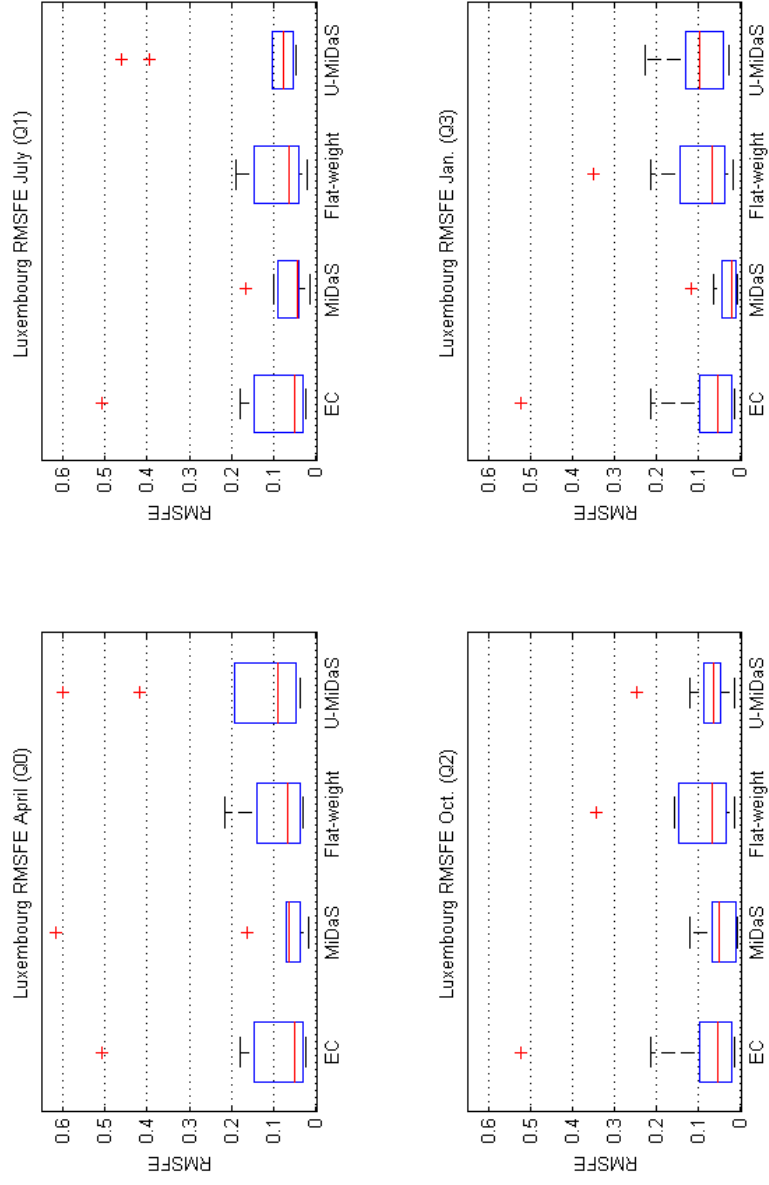 Luxembourg RMSFE April (Q0)
RMSFE
0.6
0.5
0.4
0.3
0.2
0.1
0
EC
MiDaS
Flat-weight
U-MiDaS
Luxembourg RMSFE July (Q1)
RMSFE
0.6
0.5
0.4
0.3
0.2
0.1
0
EC
MiDaS
Flat-weight
U-MiDaS
Luxembourg RMSFE Oct. (Q2)
RMSFE
0.6
0.5
0.4
0.3
0.2
0.1
0
EC
MiDaS
Flat-weight
U-MiDaS
Luxembourg RMSFE Jan. (Q3)
RMSFE
0.6
0.5
0.4
0.3
0.2
0.1
0
EC
MiDaS
Flat-weight
U-MiDaS